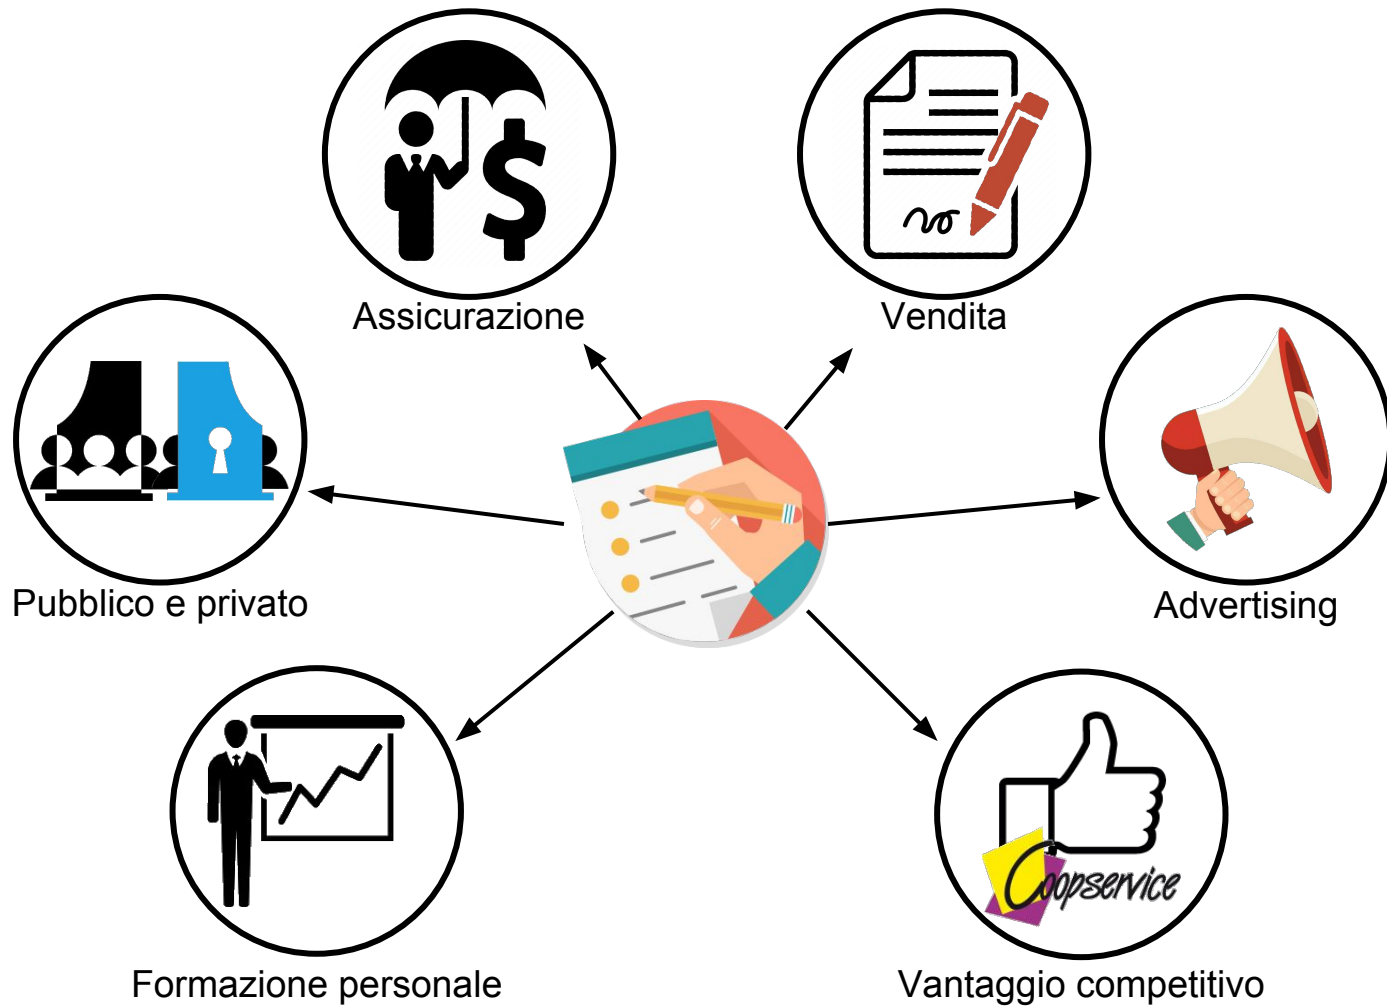 Assicurazione
Vendita
Pubblico e privato
Advertising
Coopservice
Formazione personale
Vantaggio competitivo